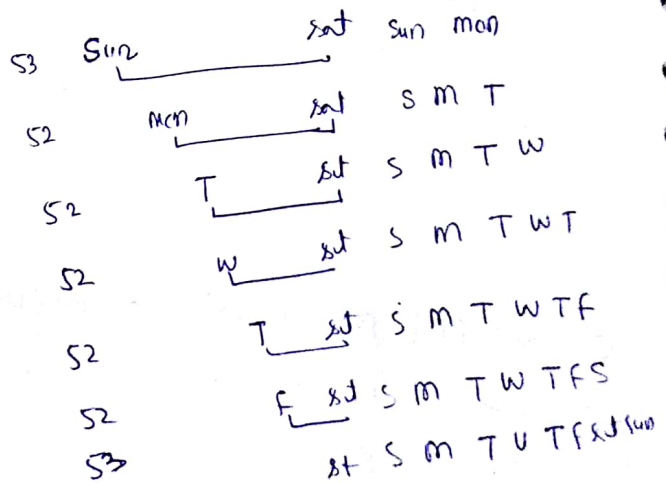 53 Sun sat Sun mon
52 mon sat S m T
52 T sat S m T W
52 W sat S m T W T
52 T sat S m T W T f
52 f sat S m T W T f S
53 st S m T U T f sat sun